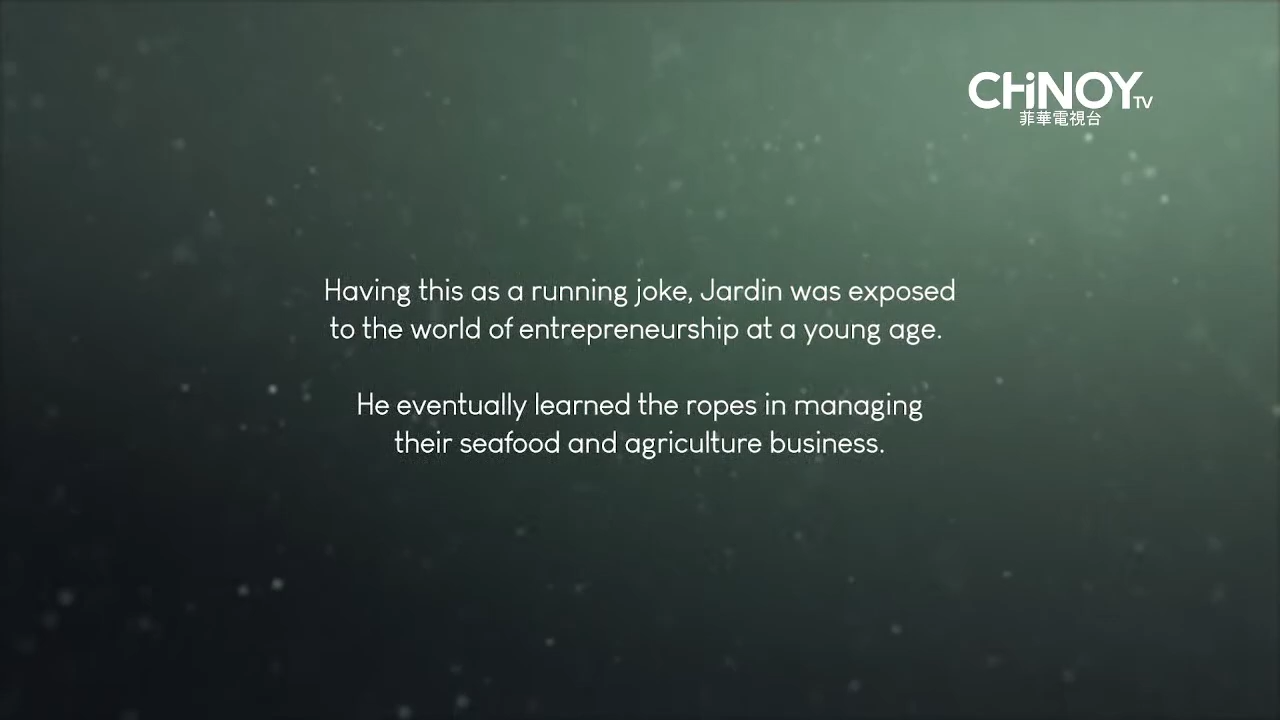 CHiNOY TV
菲華電視台
Having this as a running joke, Jardin was exposed
to the world of entrepreneurship at a young age.
He eventually learned the ropes in managing
their seafood and agriculture business.